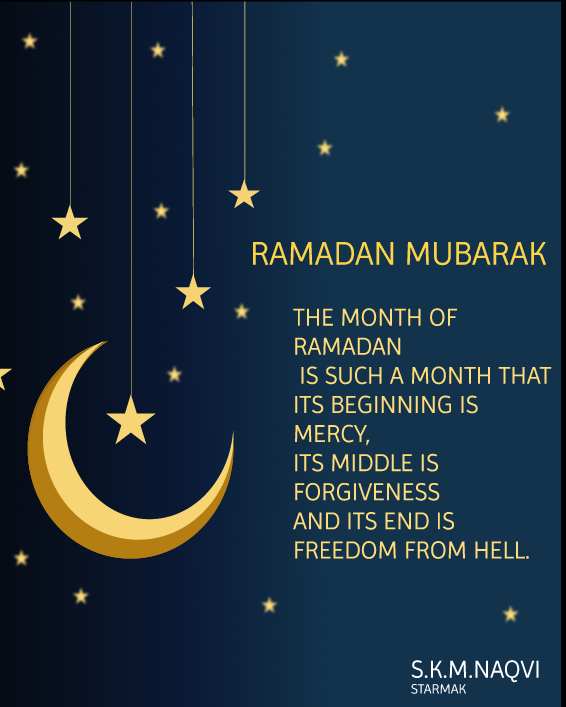 RAMADAN MUBARAK
THE MONTH OF
RAMADAN
IS SUCH A MONTH THAT
ITS BEGINNING IS
MERCY,
ITS MIDDLE IS
FORGIVENESS
AND ITS END IS
FREEDOM FROM HELL.
S.K.M.NAQVI
STARMAK